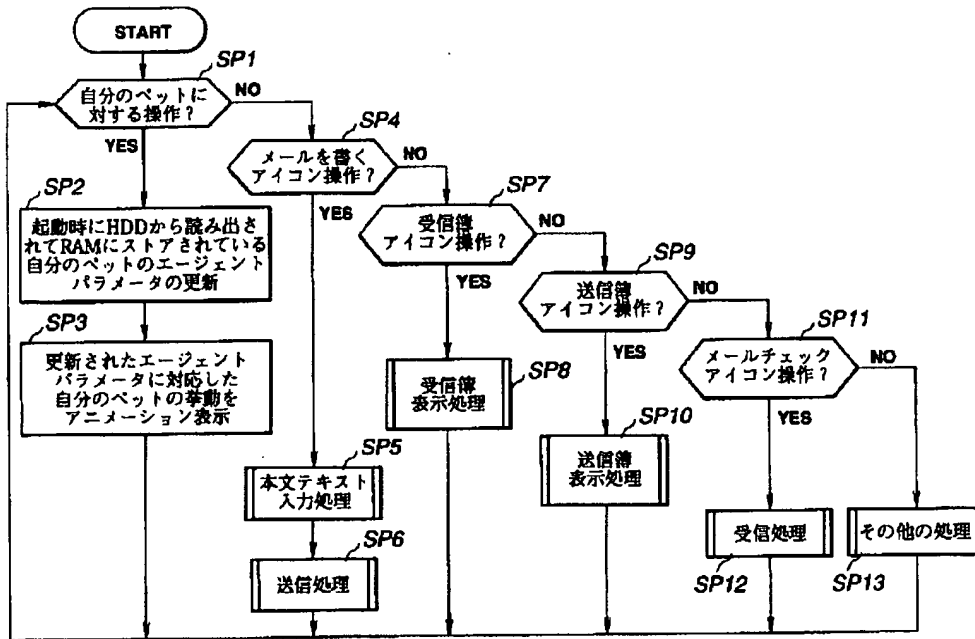 START
SP1
自分のペットに
対する操作？
NO
YES
SP2
起動時にHDDから読み出さ
れてRAMにストアされている
自分のペットのエージェント
パラメータの更新
SP3
更新されたエージェント
パラメータに対応した
自分のペットの挙動を
アニメーション表示
SP4
メールを書く
アイコン操作？
NO
YES
SP5
本文テキスト
入力処理
SP6
送信処理
SP7
受信簿
アイコン操作？
NO
YES
SP8
受信簿
表示処理
SP9
送信簿
アイコン操作？
NO
YES
SP10
送信簿
表示処理
SP11
メールチェック
アイコン操作？
NO
YES
受信処理
SP12
その他の処理
SP13